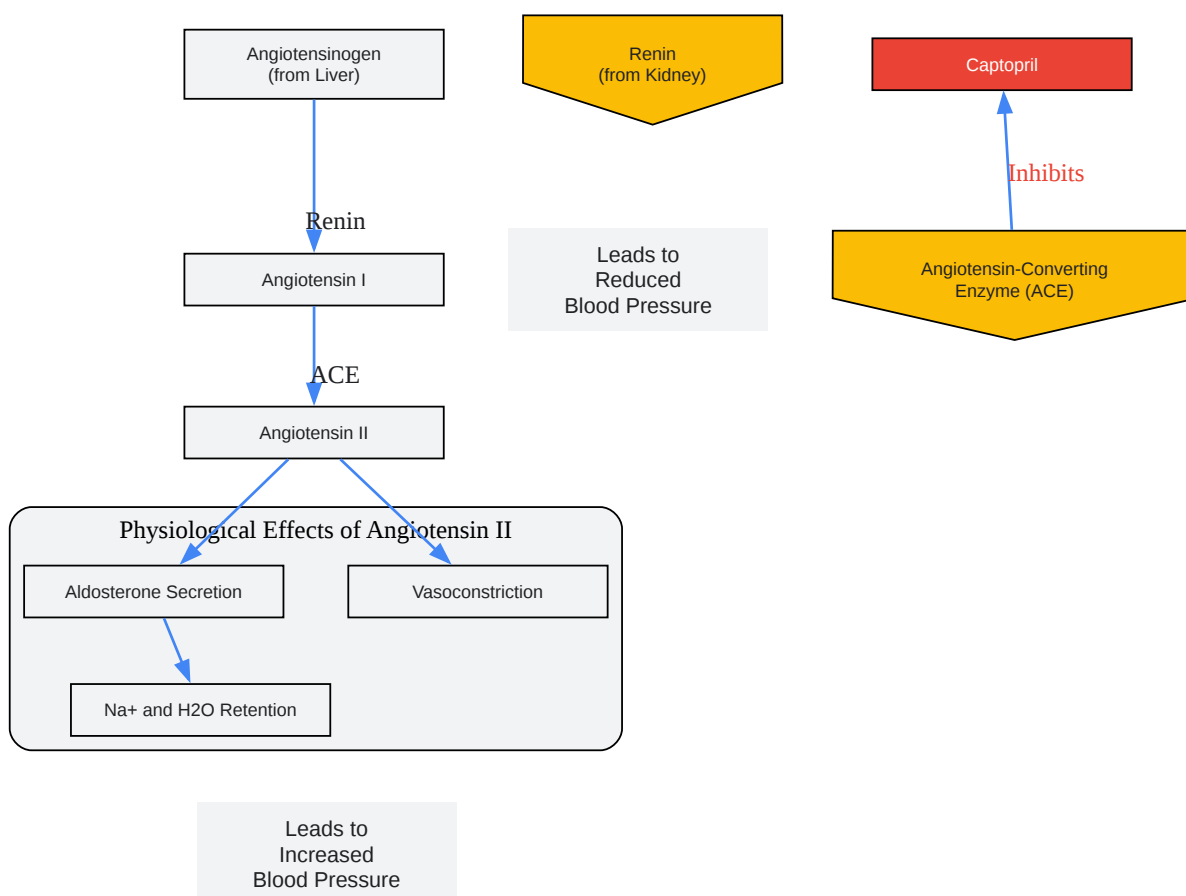 Angiotensinogen
(from Liver)
Renin
(from Kidney)
Captopril
Inhibits
Renin
Leads to
Reduced
Blood Pressure
Angiotensin-Converting
Enzyme (ACE)
Angiotensin I
ACE
Angiotensin II
Physiological Effects of Angiotensin II
Aldosterone Secretion
Vasoconstriction
Na+ and H2O Retention
Leads to
Increased
Blood Pressure